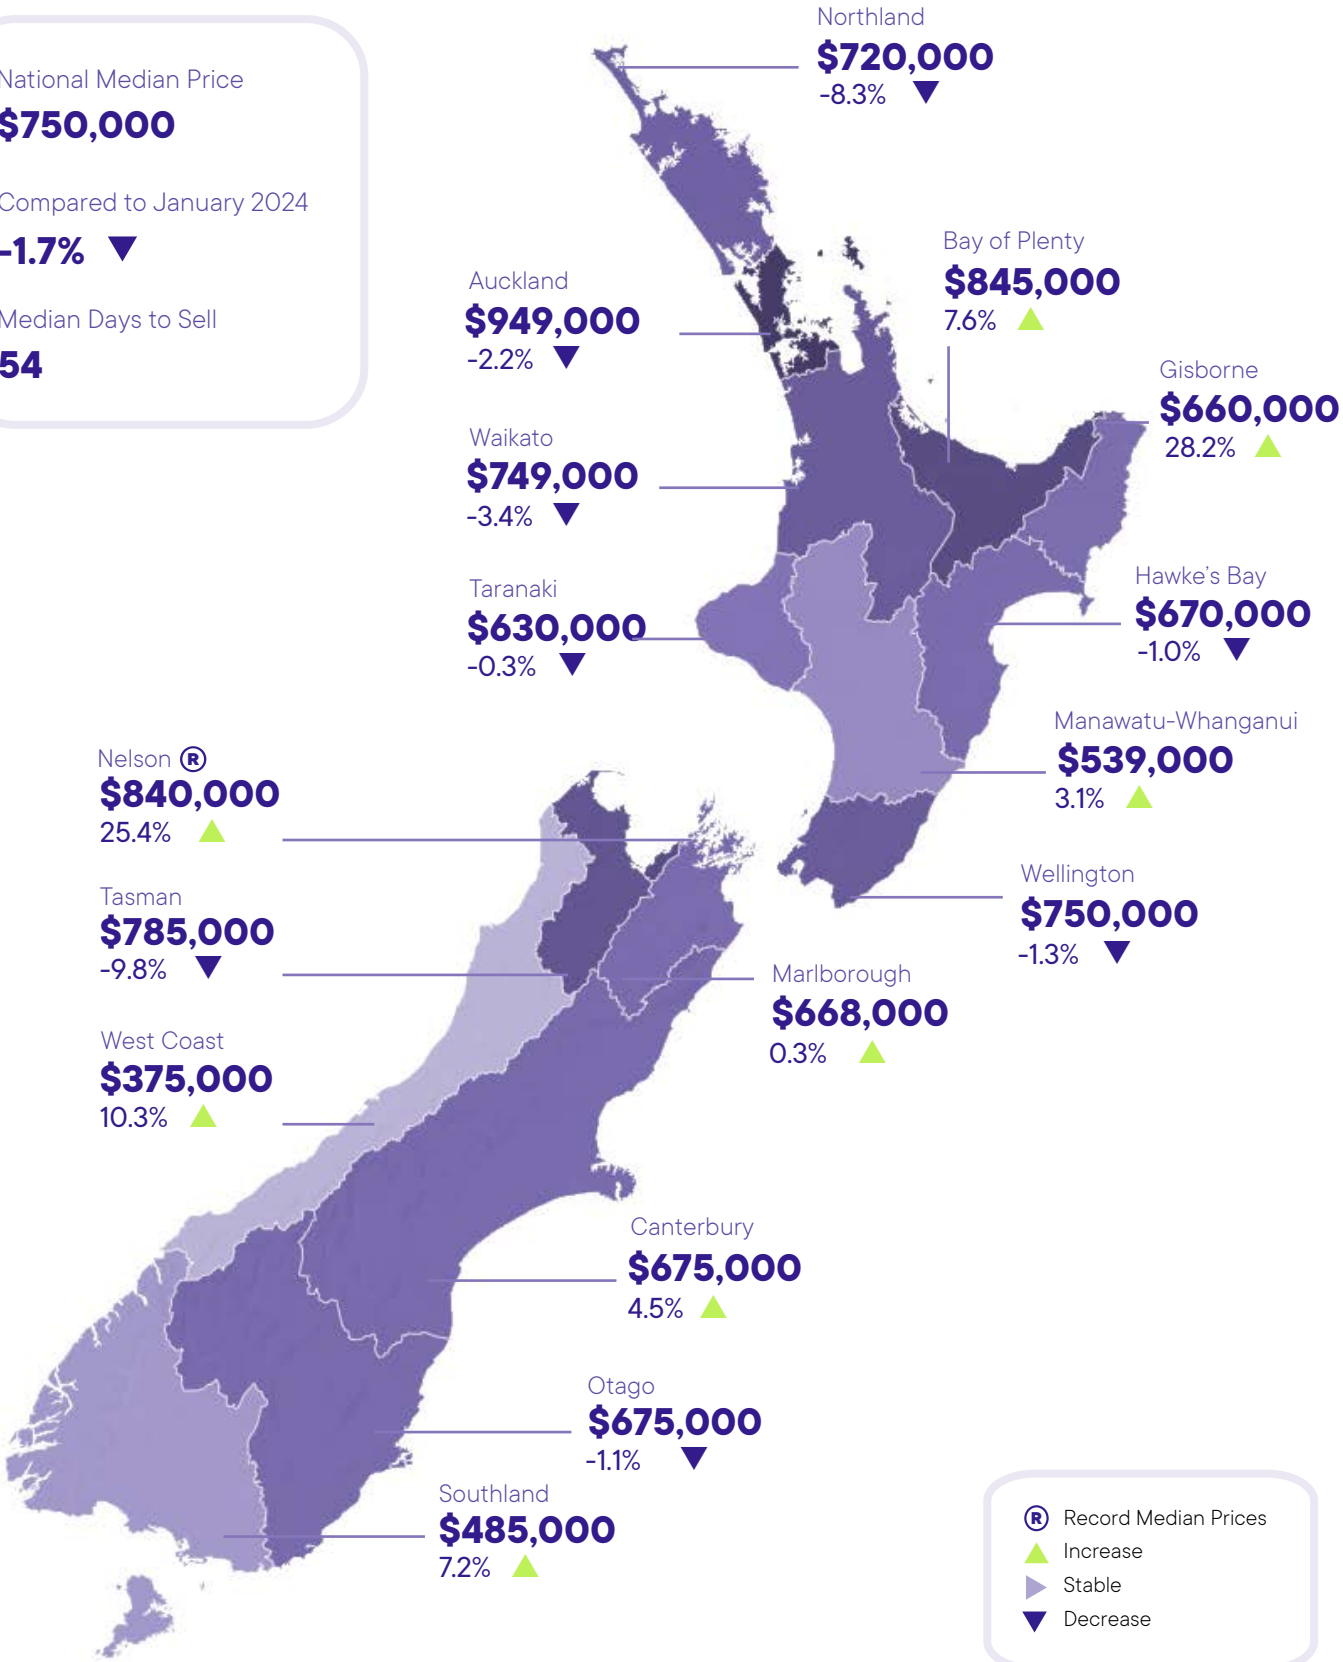 National Median Price
$750,000
Compared to January 2024
-1.7%
Median Days to Sell
54
Northland
$720,000
-8.3%
Auckland
$949,000
-2.2%
Bay of Plenty
$845,000
7.6%
Gisborne
$660,000
28.2%
Waikato
$749,000
-3.4%
Taranaki
$630,000
-0.3%
Hawke's Bay
$670,000
-1.0%
Manawatu-Whanganui
$539,000
3.1%
Nelson ®
$840,000
25.4%
Wellington
$750,000
-1.3%
Tasman
$785,000
-9.8%
Marlborough
$668,000
0.3%
West Coast
$375,000
10.3%
Canterbury
$675,000
4.5%
Otago
$675,000
-1.1%
Southland
$485,000
7.2%
® Record Median Prices
Increase
Stable
Decrease